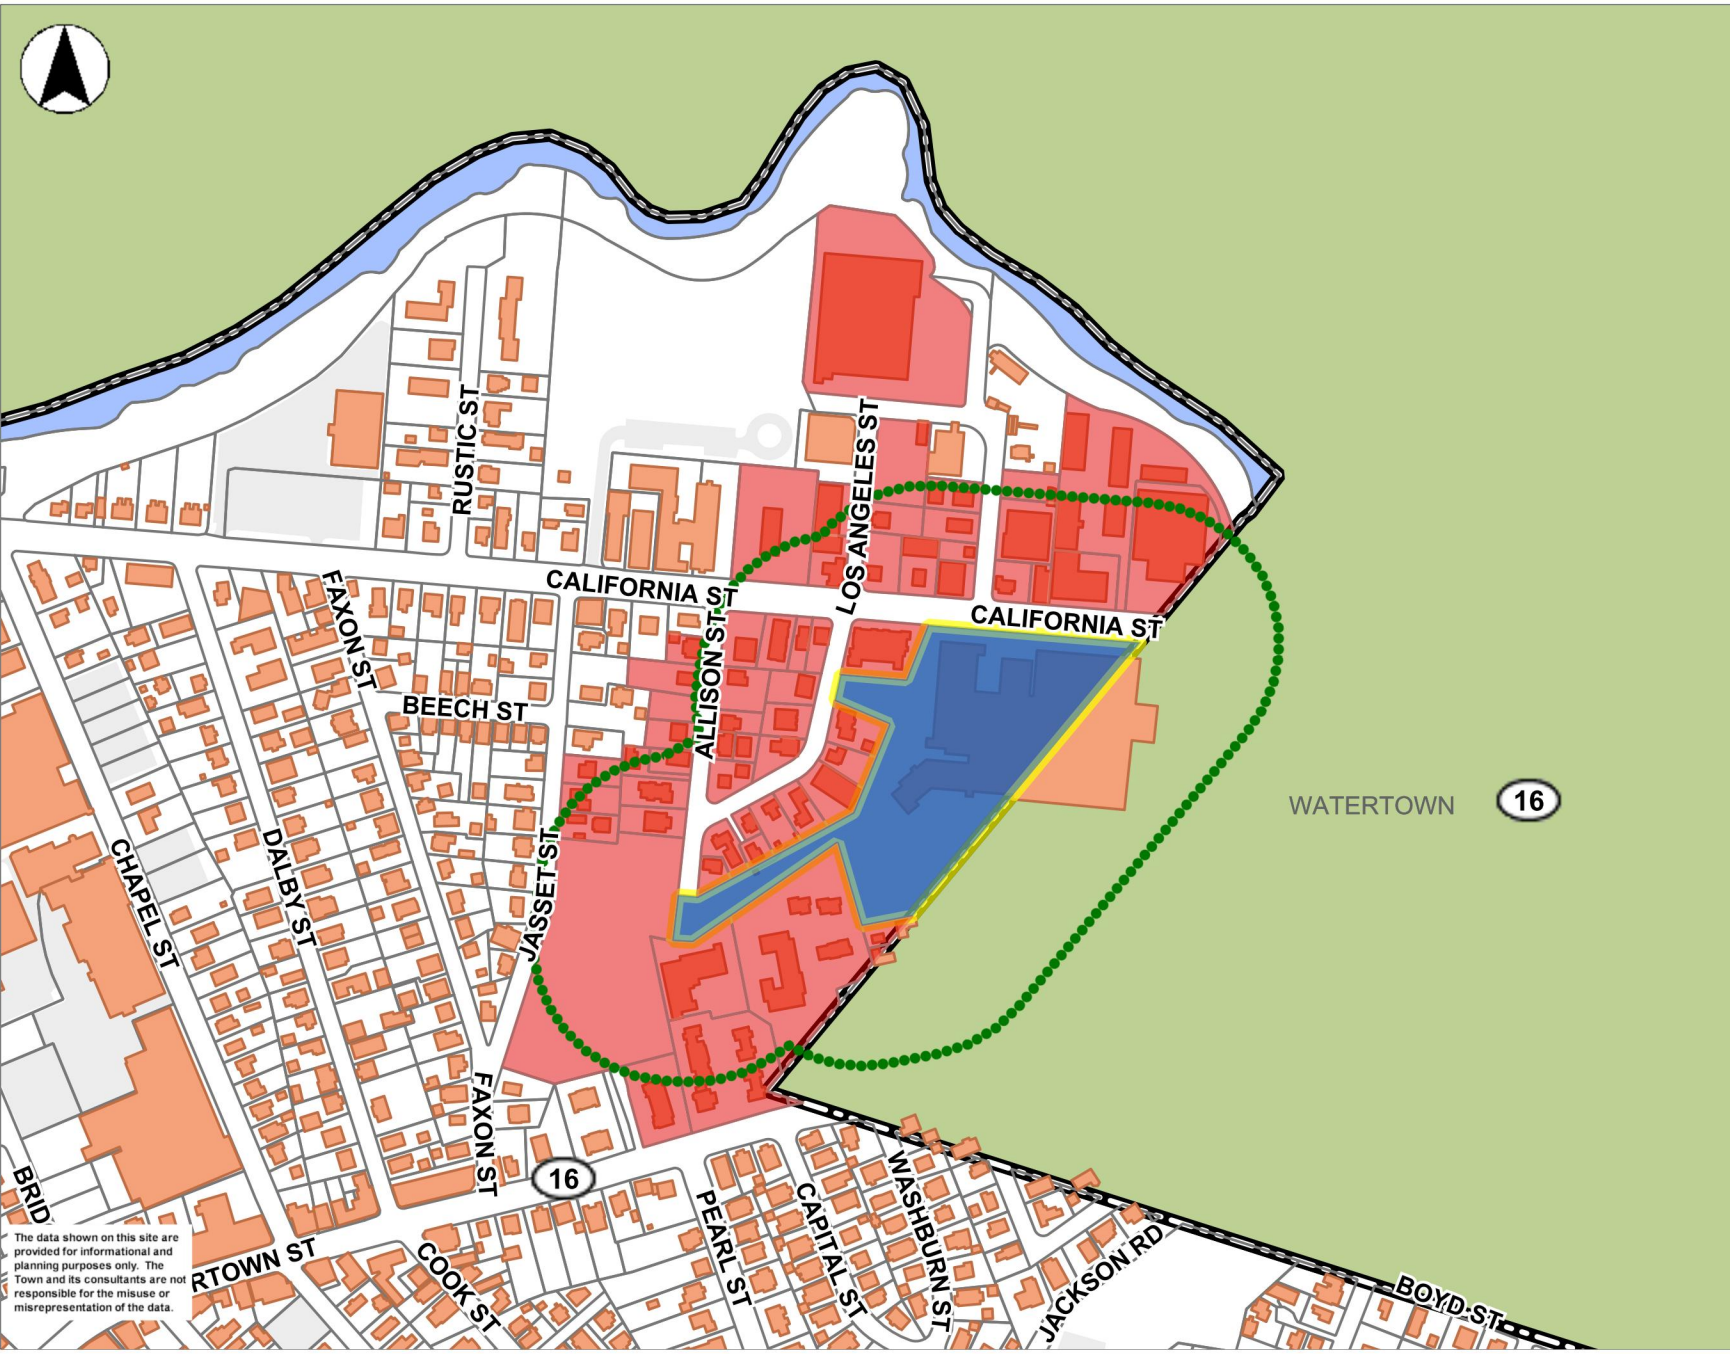 RUSTIC ST
LOS ANGELES ST
CALIFORNIA ST
CALIFORNIA ST
FAXON ST
ALLISON ST
BEECH ST
WATERTOWN
16
CHAPEL ST
DALBY ST
JASSET ST
FAXON ST
16
BRID
PEARL ST
CAPITAL ST
WASHBURN ST
JACKSON RD
COOK ST
RTOWN ST
BOYD ST
The data shown on this site are
provided for informational and
planning purposes only. The
Town and its consultants are not
responsible for the misuse or
misrepresentation of the data.